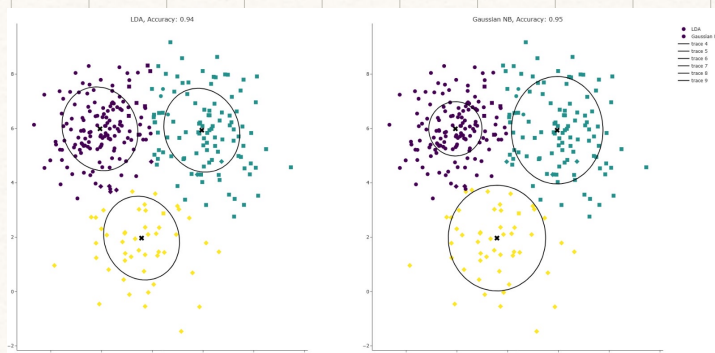 LDA, Accuracy: 0.94
8
6
4
2
0
−2
Gaussian NB, Accuracy: 0.95
8
6
4
2
0
−2
LDA
Gaussian
trace 4
trace 5
trace 6
trace 7
trace 8
trace 9